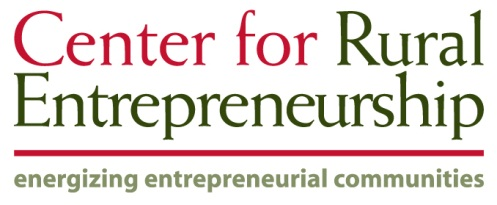 Center for Rural
Entrepreneurship
energizing entrepreneurial communities